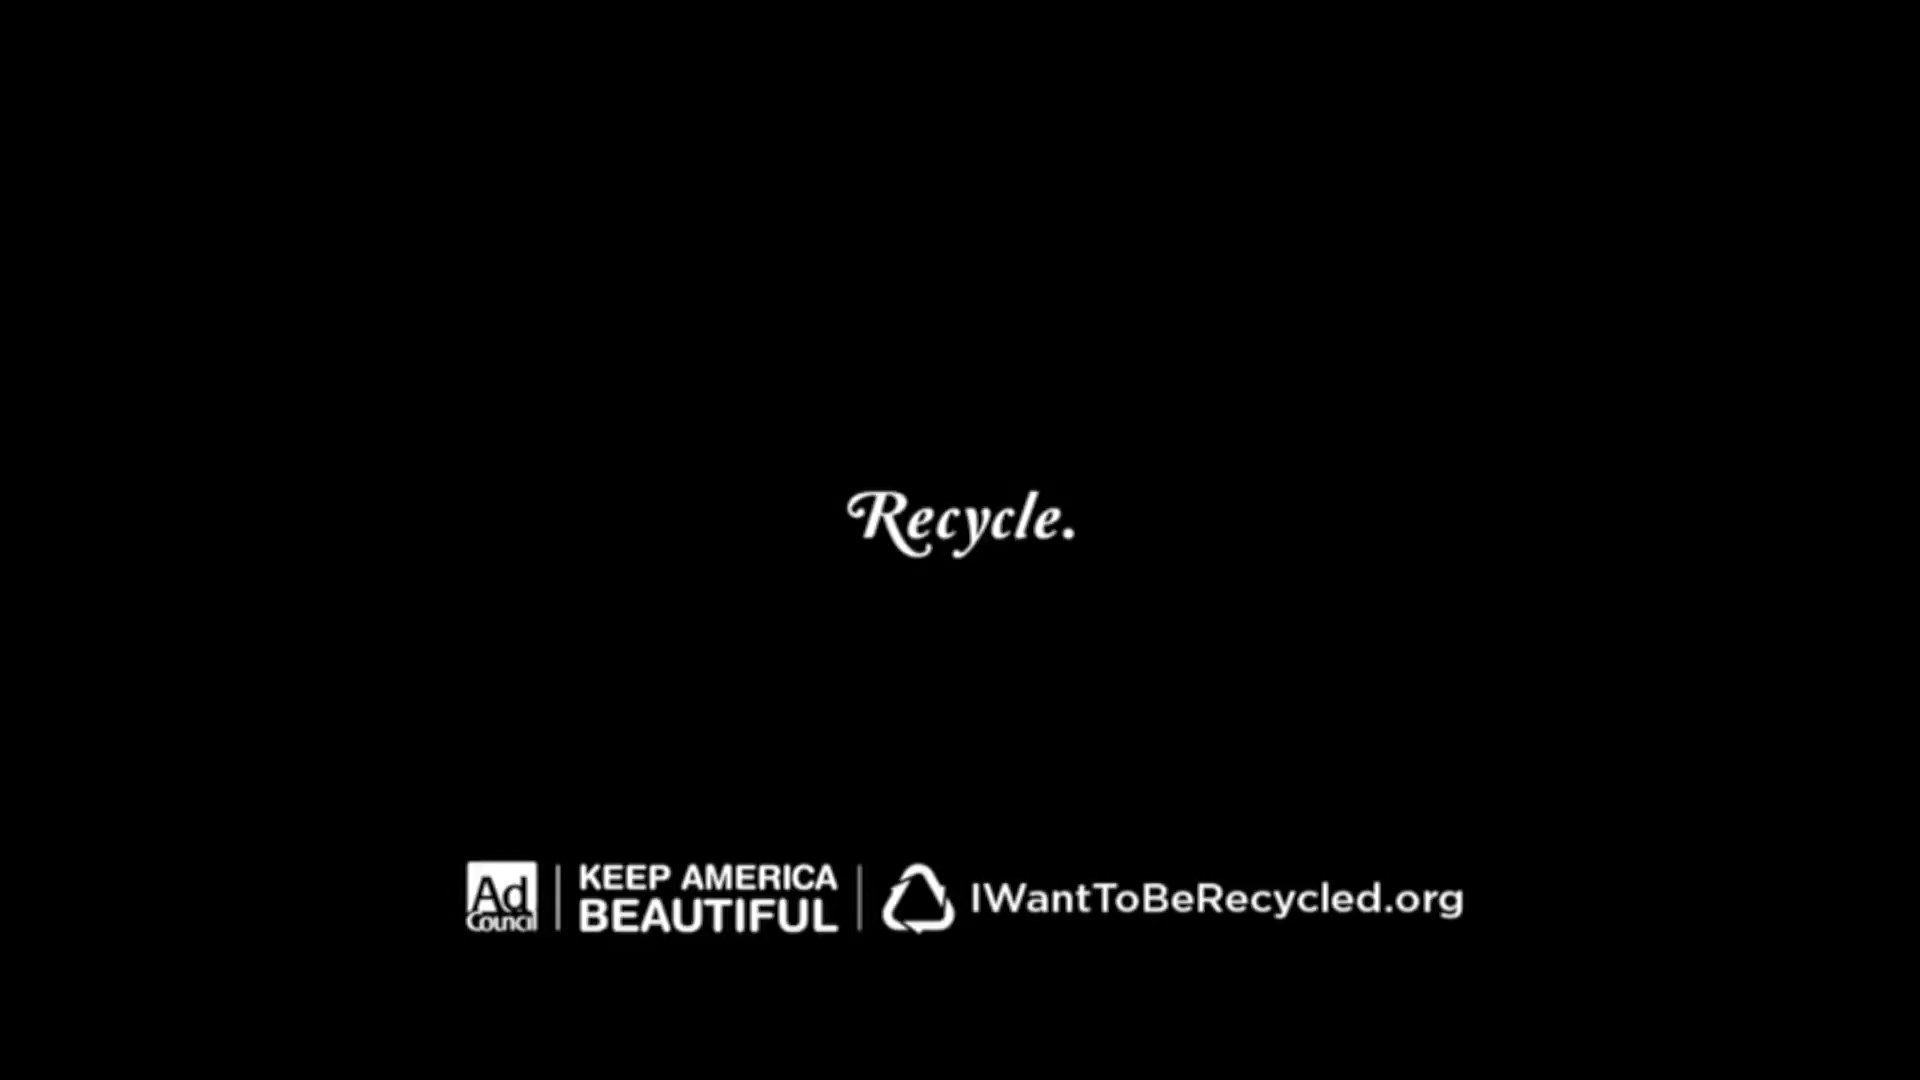 Recycle.
Ad Council
KEEP AMERICA
BEAUTIFUL
IWantToBeRecycled.org